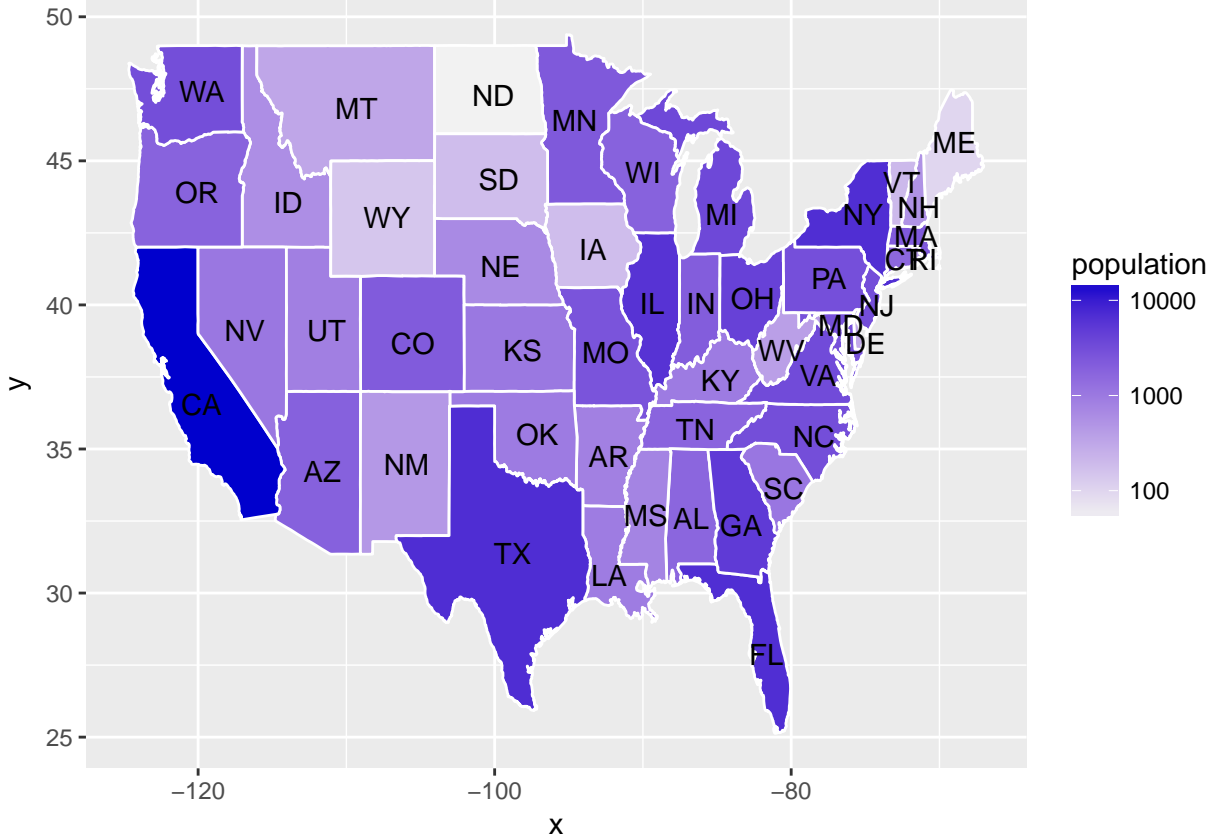 50
45
40
35
30
25
y
WA
MT
ND
MN
ME
OR
ID
SD
WI
VT
WY
MI
NY
NH
MA
IA
NE
CT
RI
PA
IL
IN
OH
NJ
NV
UT
CO
KS
MO
MD
DE
WV
CA
KY
VA
OK
TN
NC
AZ
NM
AR
SC
MS
AL
GA
TX
LA
FL
−120
−100
−80
x
population
10000
1000
100